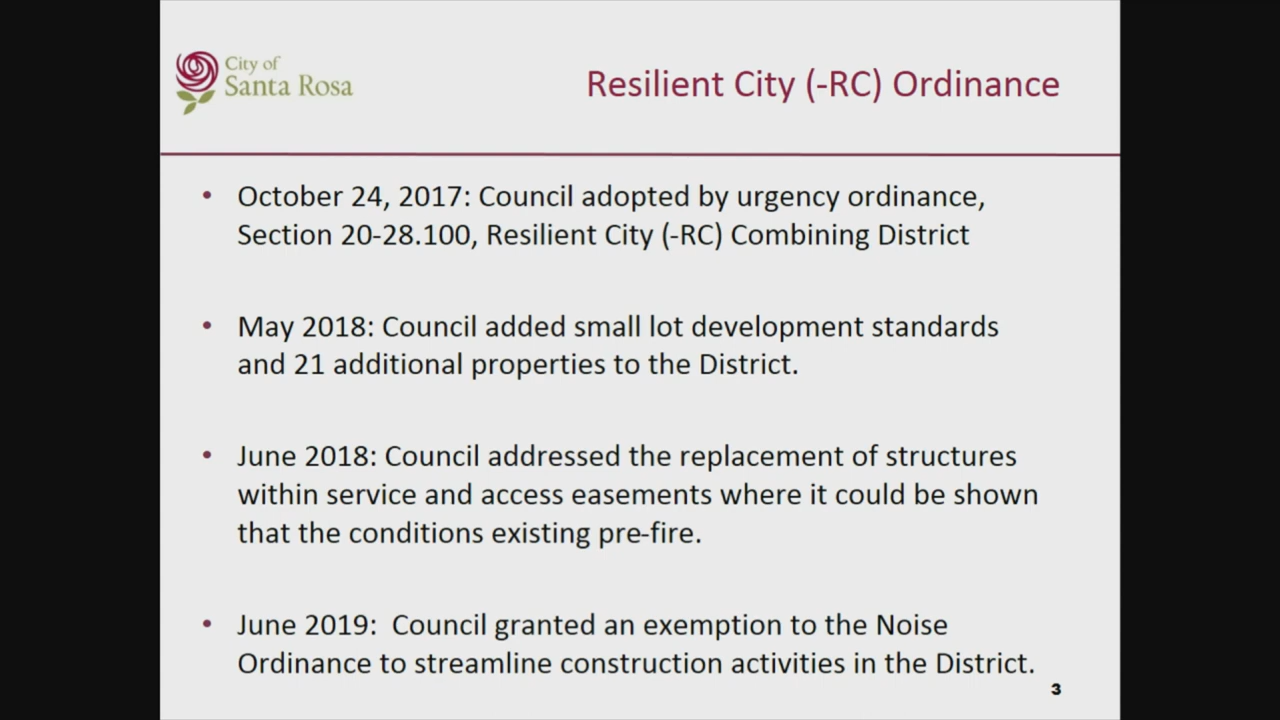 City of
Santa Rosa
Resilient City (-RC) Ordinance
• October 24, 2017: Council adopted by urgency ordinance,
Section 20-28.100, Resilient City (-RC) Combining District
• May 2018: Council added small lot development standards
and 21 additional properties to the District.
• June 2018: Council addressed the replacement of structures
within service and access easements where it could be shown
that the conditions existing pre-fire.
• June 2019:  Council granted an exemption to the Noise
Ordinance to streamline construction activities in the District.
3